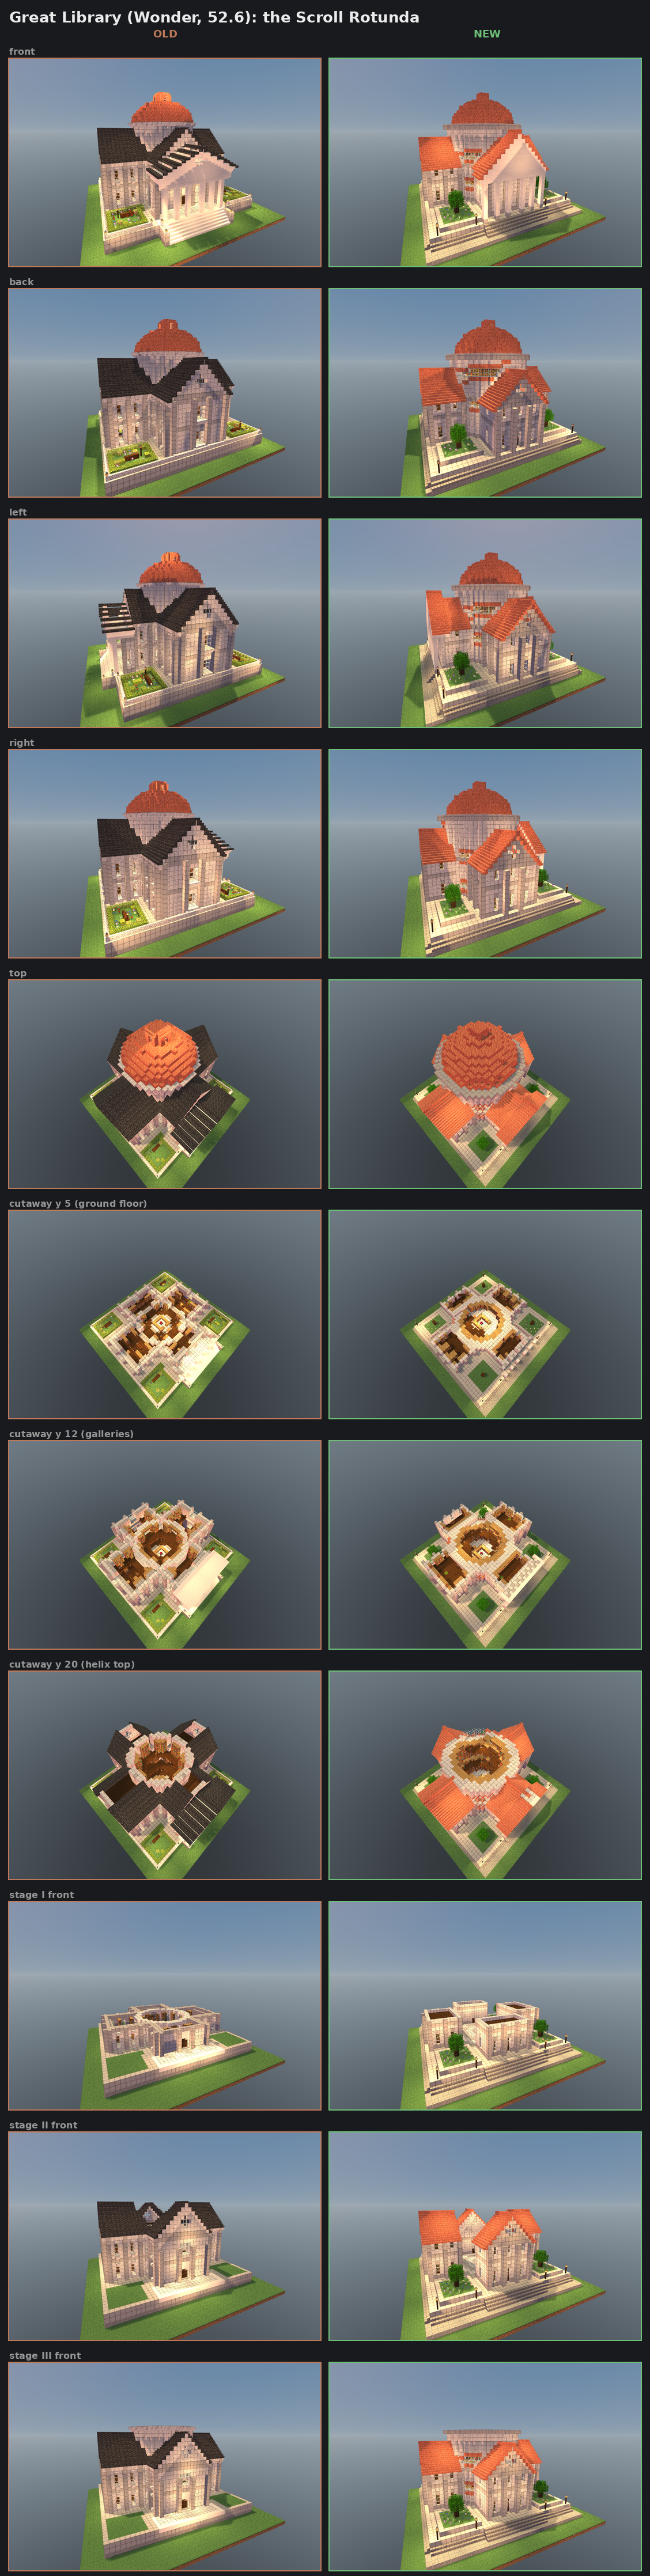 Great Library (Wonder, 52.6): the Scroll Rotunda
OLD NEW
front
back
left
right
top
cutaway y 5 (ground floor)
cutaway y 12 (galleries)
cutaway y 20 (helix top)
stage I front
stage II front
stage III front